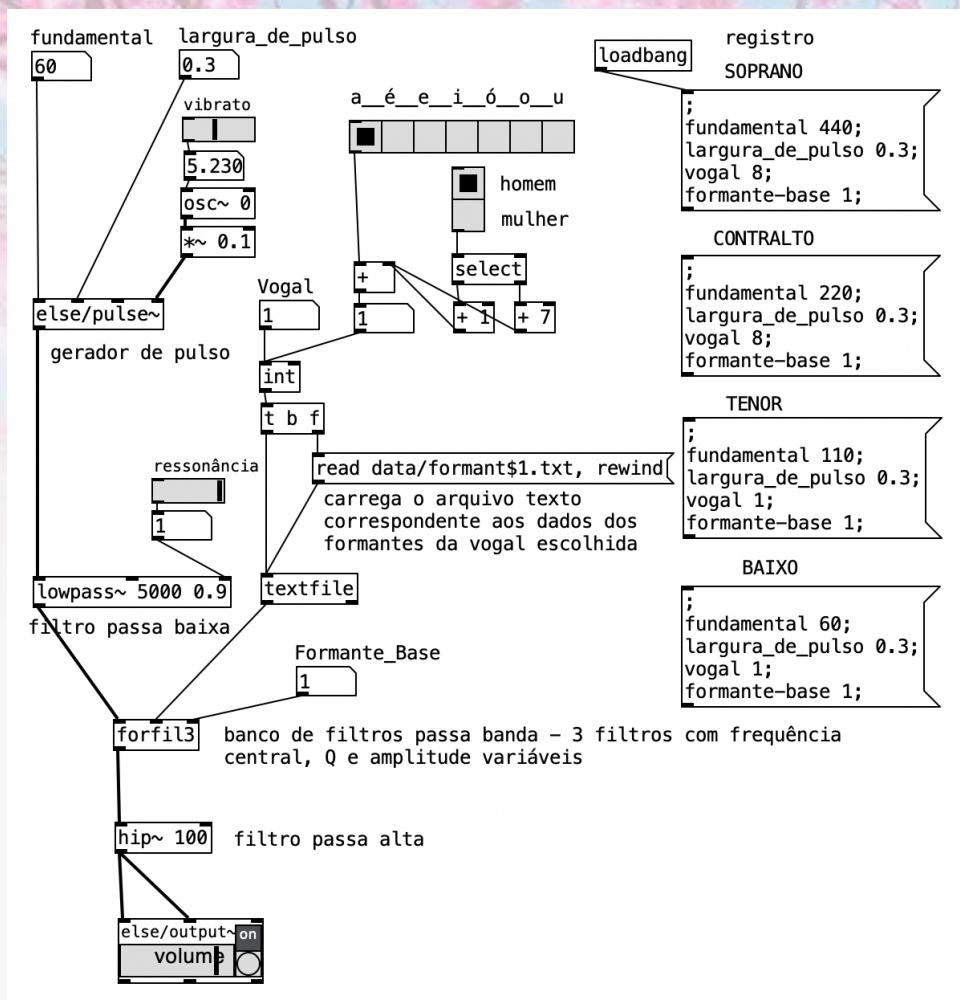 fundamental
60
largura_de_pulso
0.3
vibrato
5.230
osc~ 0
*~ 0.1
else/pulse~
gerador de pulso
a__é__e__i__ó__o__u
homem
mulher
select
+
+ 1
+ 7
1
Vogal
1
int
t b f
read data/formant$1.txt, rewind
carrega o arquivo texto
correspondente aos dados dos
formantes da vogal escolhida
ressonância
1
lowpass~ 5000 0.9
filtro passa baixa
textfile
Formante_Base
1
forfil3
banco de filtros passa banda – 3 filtros com frequência
central, Q e amplitude variáveis
hip~ 100
filtro passa alta
else/output~
on
volume
loadbang
registro
SOPRANO
;
fundamental 440;
largura_de_pulso 0.3;
vogal 8;
formante-base 1;
CONTRALTO
;
fundamental 220;
largura_de_pulso 0.3;
vogal 8;
formante-base 1;
TENOR
;
fundamental 110;
largura_de_pulso 0.3;
vogal 1;
formante-base 1;
BAIXO
;
fundamental 60;
largura_de_pulso 0.3;
vogal 1;
formante-base 1;